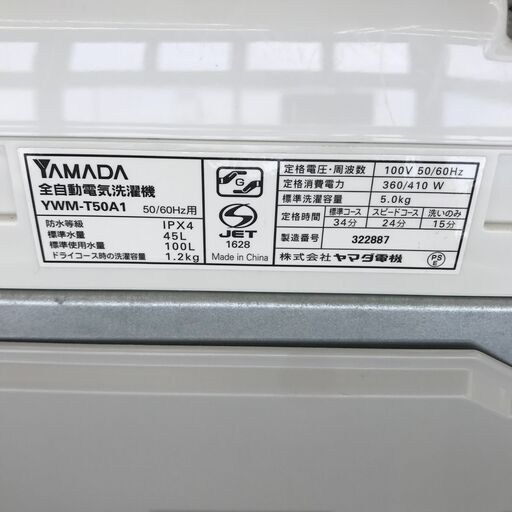 YAMADA
全自動電気洗濯機
YWM-T50A1 50/60Hz用
防水等級 IPX4
標準水量 45L
標準使用水量 100L
ドライコース時の洗濯容量 1.2kg
G
JET
1628
Made in China
定格電圧・周波数 100V 50/60Hz
定格消費電力 360/410 W
標準洗濯容量 5.0kg
定格時間 標準コース スピードコース 洗いのみ
34分 24分 15分
製造番号 322887
株式会社 ヤマダ電機
PS
E